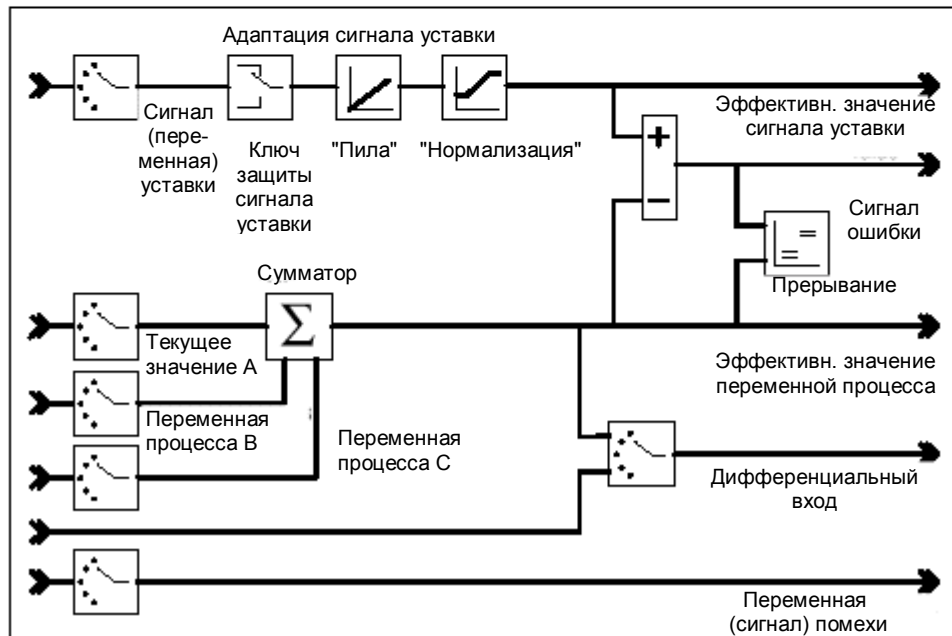 Адаптация сигнала уставки
Сигнал
(пере-
менная)
уставки
Ключ
защиты
сигнала
уставки
"Пила"
"Нормализация"
Эффективн. значение
сигнала уставки
+
−
Сигнал
ошибки
Прерывание
Сумматор
Σ
Текущее
значение А
Эффективн. значение
переменной процесса
Переменная
процесса В
Переменная
процесса С
Дифференциальный
вход
Переменная
(сигнал) помехи